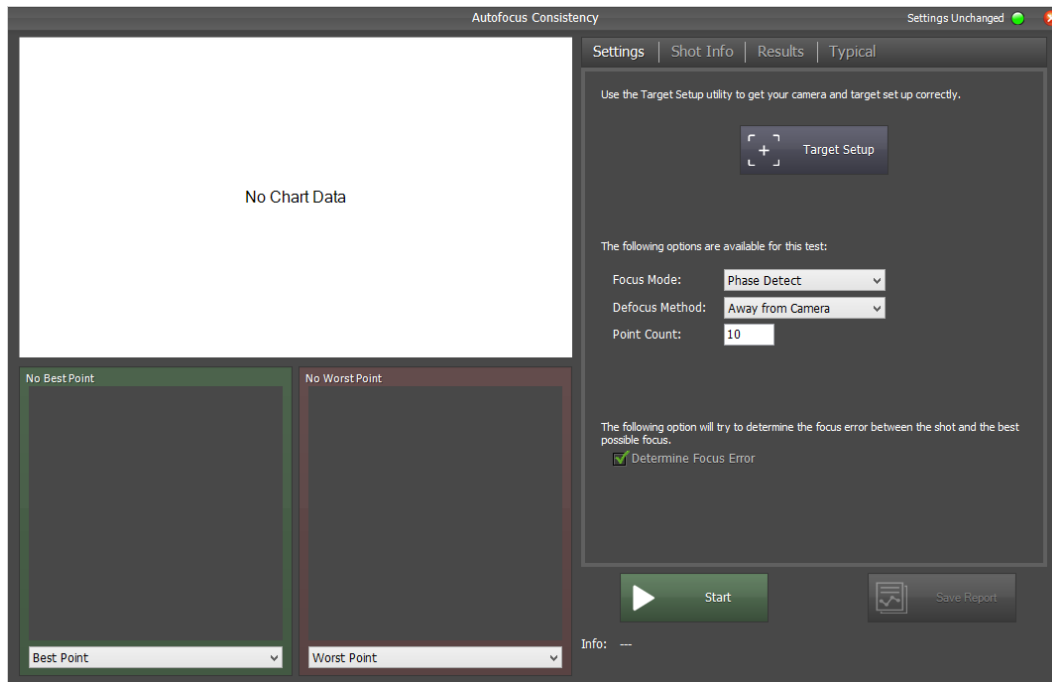 Autofocus Consistency
Settings Unchanged
Settings
Shot Info
Results
Typical
No Chart Data
Use the Target Setup utility to get your camera and target set up correctly.
Target Setup
The following options are available for this test:
Focus Mode:
Phase Detect
Defocus Method:
Away from Camera
Point Count:
10
No Best Point
No Worst Point
The following option will try to determine the focus error between the shot and the best
possible focus.
Determine Focus Error
Start
Save Report
Info: ---
Best Point
Worst Point